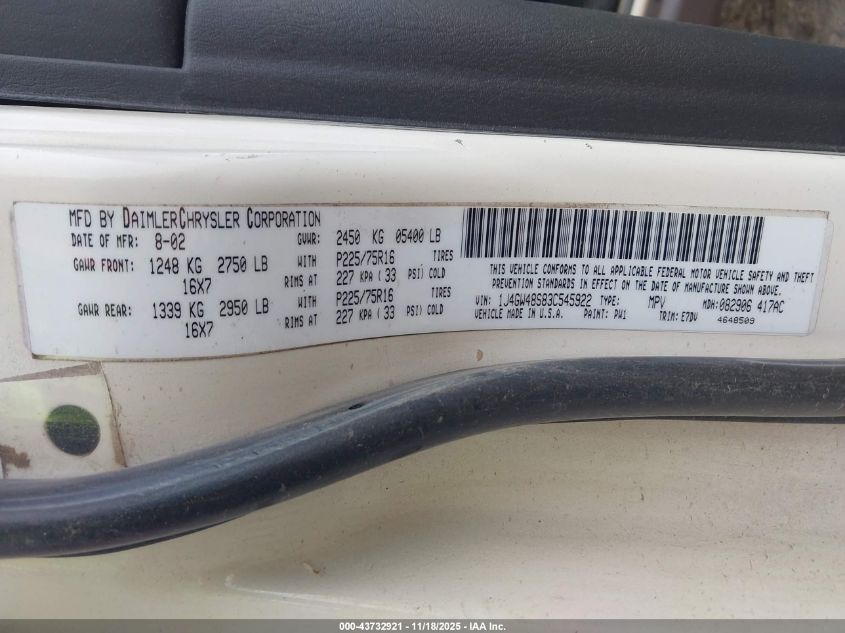 MFD BY DAIMLERCHRYSLER CORPORATION
DATE OF MFR: 8-02 GVWR: 2450 KG 05400 LB
GAWR FRONT: 1248 KG 2750 LB WITH P225/75R16 TIRES
16X7 RIMS AT 227 KPA ( 33 PSI) COLD
GAWR REAR: 1339 KG 2950 LB WITH P225/75R16 TIRES
16X7 RIMS AT 227 KPA ( 33 PSI) COLD
THIS VEHICLE CONFORMS TO ALL APPLICABLE FEDERAL MOTOR VEHICLE SAFETY AND THEFT
PREVENTION STANDARDS IN EFFECT ON THE DATE OF MANUFACTURE SHOWN ABOVE.
VIN: 1J4GW48S83C545922 TYPE: MPV MDH: 082906 417AC
VEHICLE MADE IN U.S.A. PAINT: PW1 TRIM: E7DV 4648509
000-43732921 - 11/18/2025 - IAA Inc.